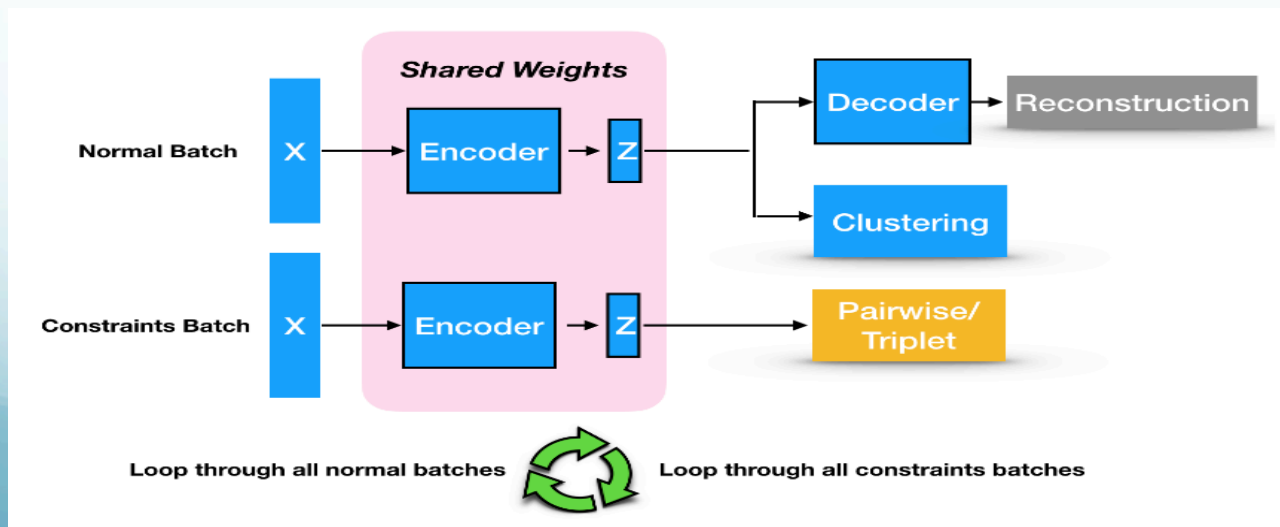 Shared Weights
Normal Batch
X
Encoder
Z
Decoder
Reconstruction
Clustering
Constraints Batch
X
Encoder
Z
Pairwise/
Triplet
Loop through all normal batches
Loop through all constraints batches